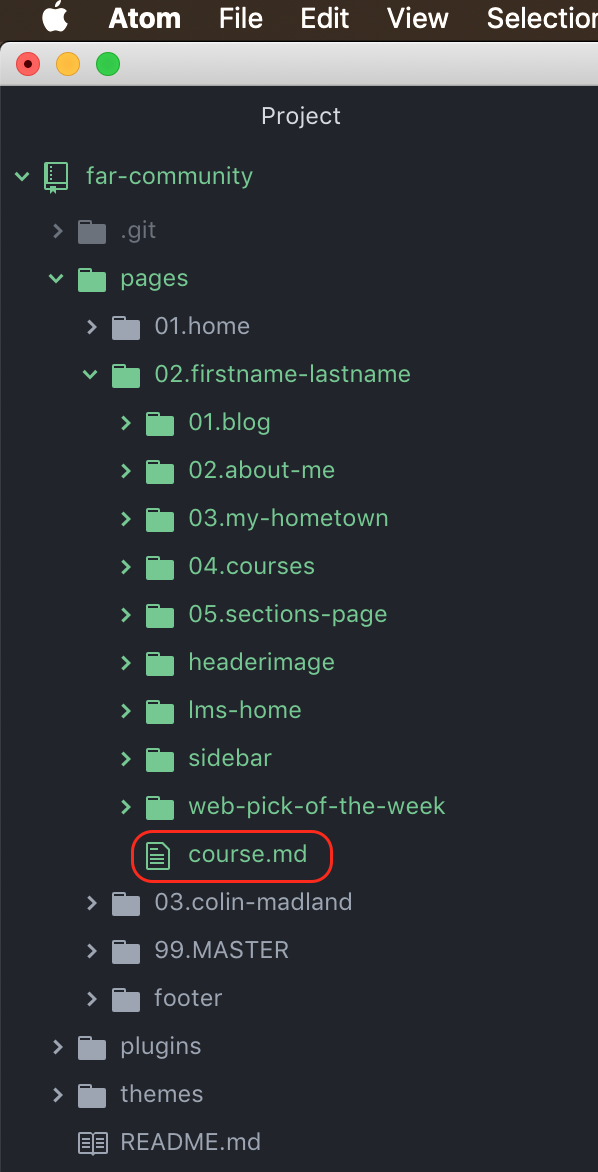 Atom File Edit View Selection
Project
far-community
.git
pages
01.home
02.firstname-lastname
01.blog
02.about-me
03.my-hometown
04.courses
05.sections-page
headerimage
lms-home
sidebar
web-pick-of-the-week
course.md
03.colin-madland
99.MASTER
footer
plugins
themes
README.md